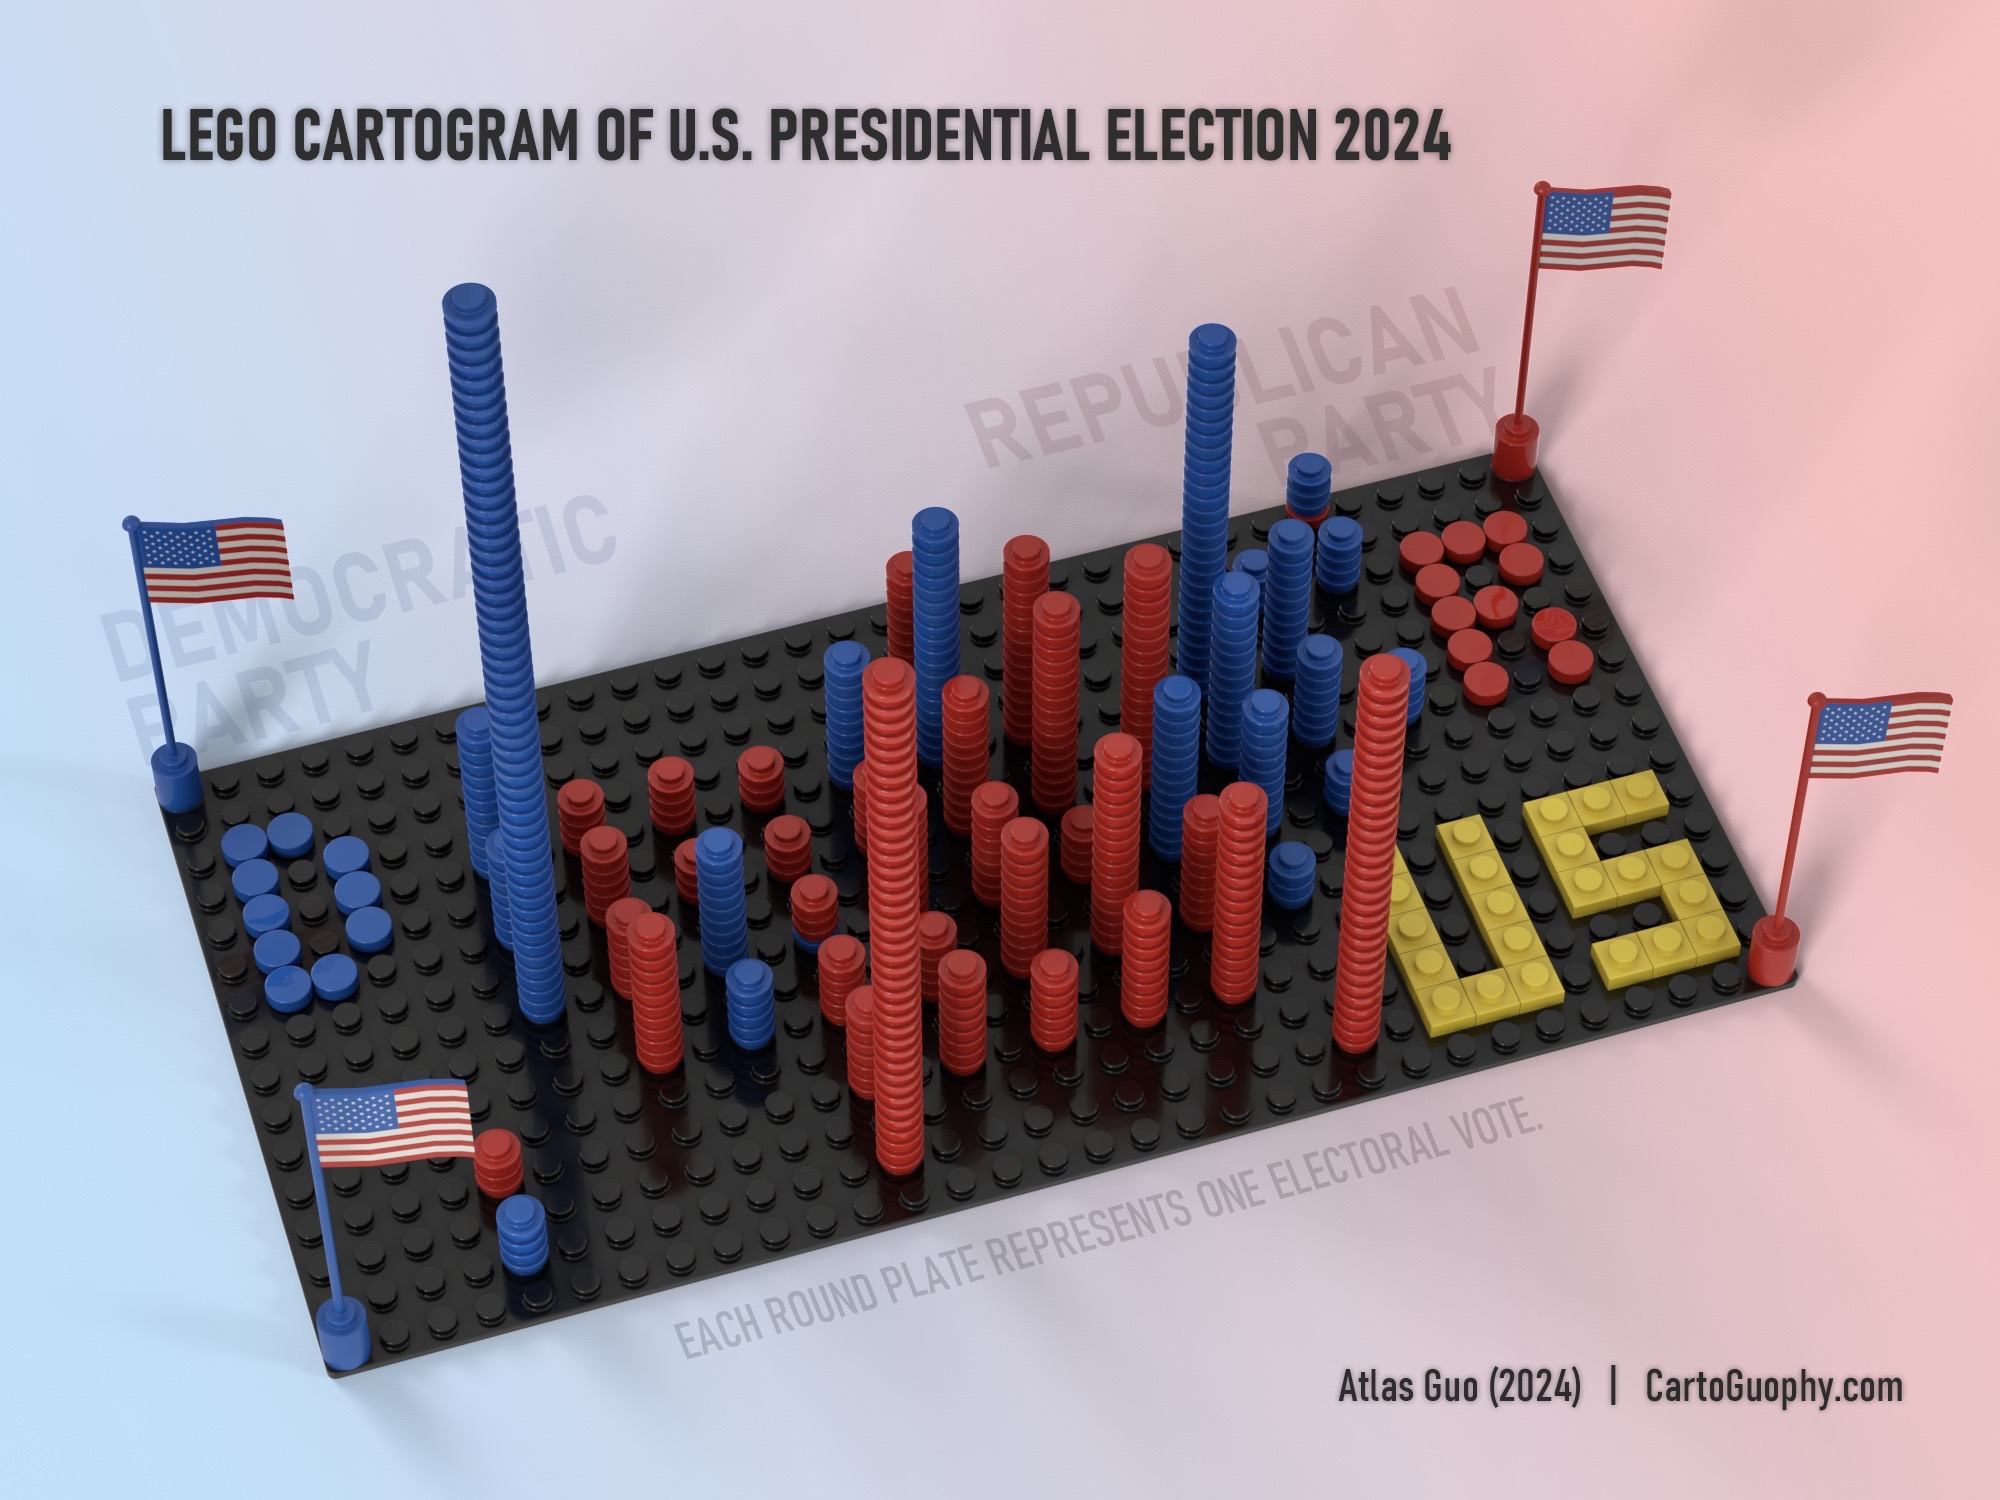 LEGO CARTOGRAM OF U.S. PRESIDENTIAL ELECTION 2024
REPUBLICAN
PARTY
DEMOCRATIC
PARTY
D
R
US
EACH ROUND PLATE REPRESENTS ONE ELECTORAL VOTE.
Atlas Guo (2024) | CartoGuophy.com